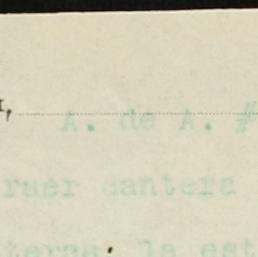 A. de A. #
raer cantera
teras. la est